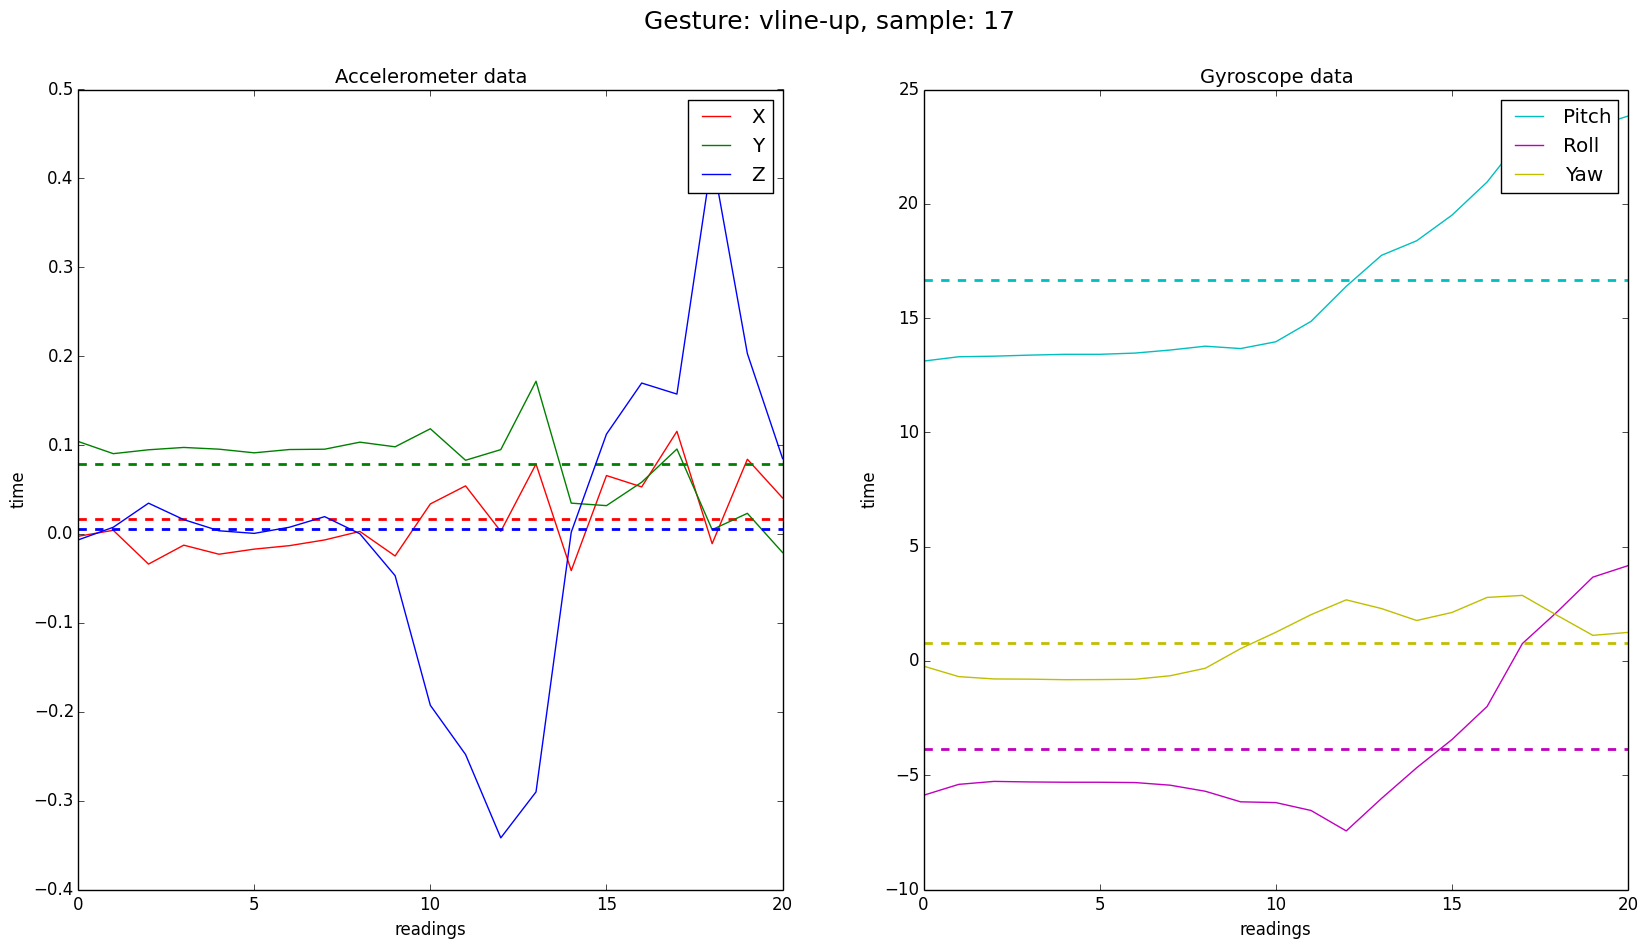 Gesture: vline-up, sample: 17
Accelerometer data
0.5
0.4
0.3
0.2
0.1
0.0
−0.1
−0.2
−0.3
−0.4
time
0
5
10
15
20
readings
X
Y
Z
Gyroscope data
25
20
15
10
5
0
−5
−10
time
0
5
10
15
20
readings
Pitch
Roll
Yaw